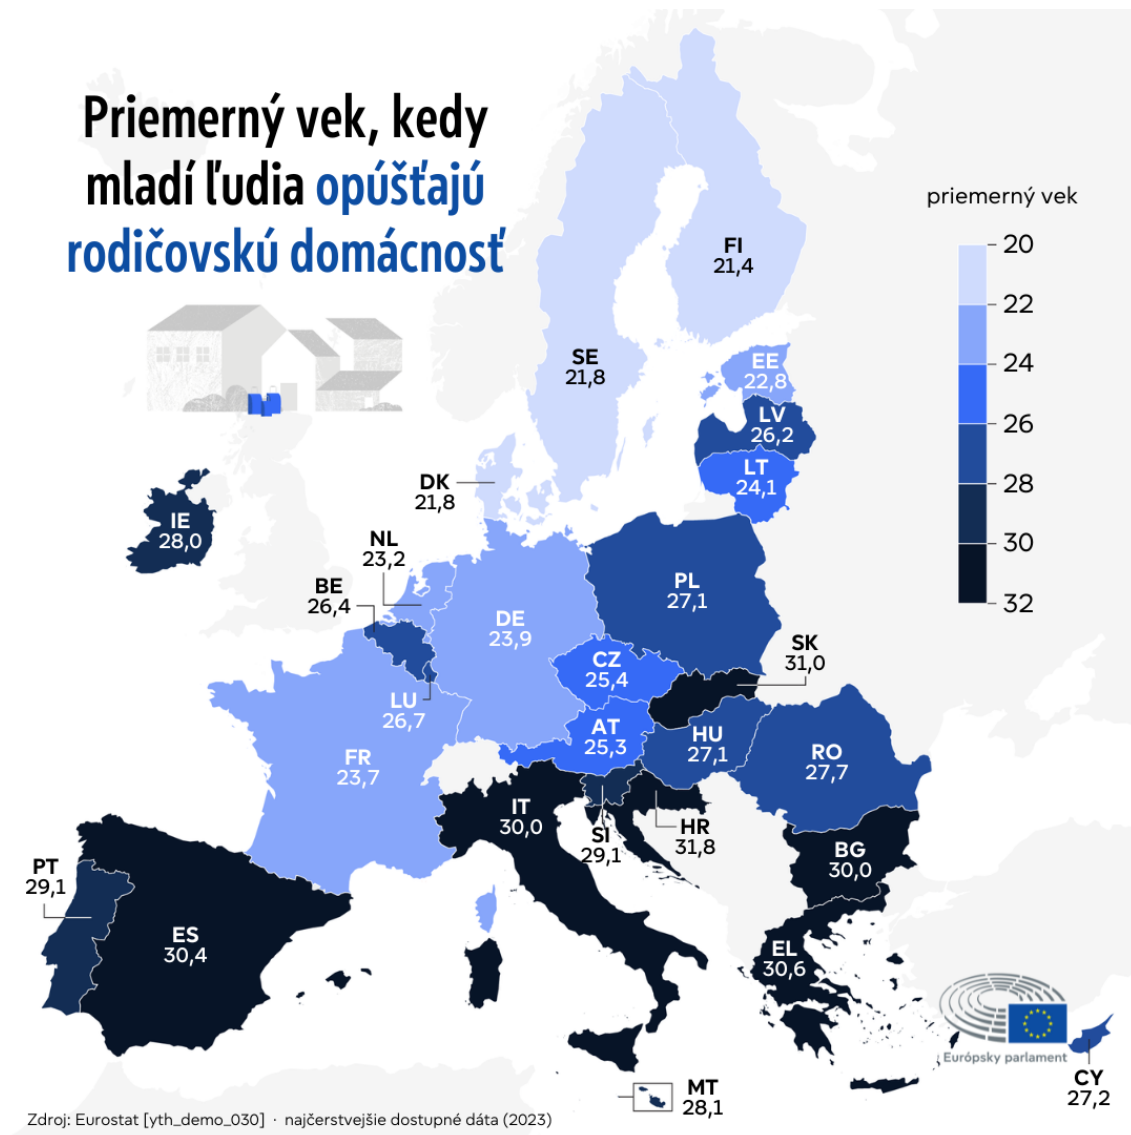 Priemerný vek, kedy
mladí ľudia opúšťajú
rodičovskú domácnosť
priemerný vek
20
22
24
26
28
30
32
FI
21,4
SE
21,8
EE
22,8
LV
26,2
LT
24,1
DK
21,8
IE
28,0
NL
23,2
BE
26,4
DE
23,9
PL
27,1
CZ
25,4
SK
31,0
LU
26,7
AT
25,3
HU
27,1
RO
27,7
FR
23,7
IT
30,0
SI
29,1
HR
31,8
BG
30,0
PT
29,1
ES
30,4
EL
30,6
Európsky parlament
CY
27,2
MT
28,1
Zdroj: Eurostat [yth_demo_030] · najčerstvejšie dostupné dáta (2023)